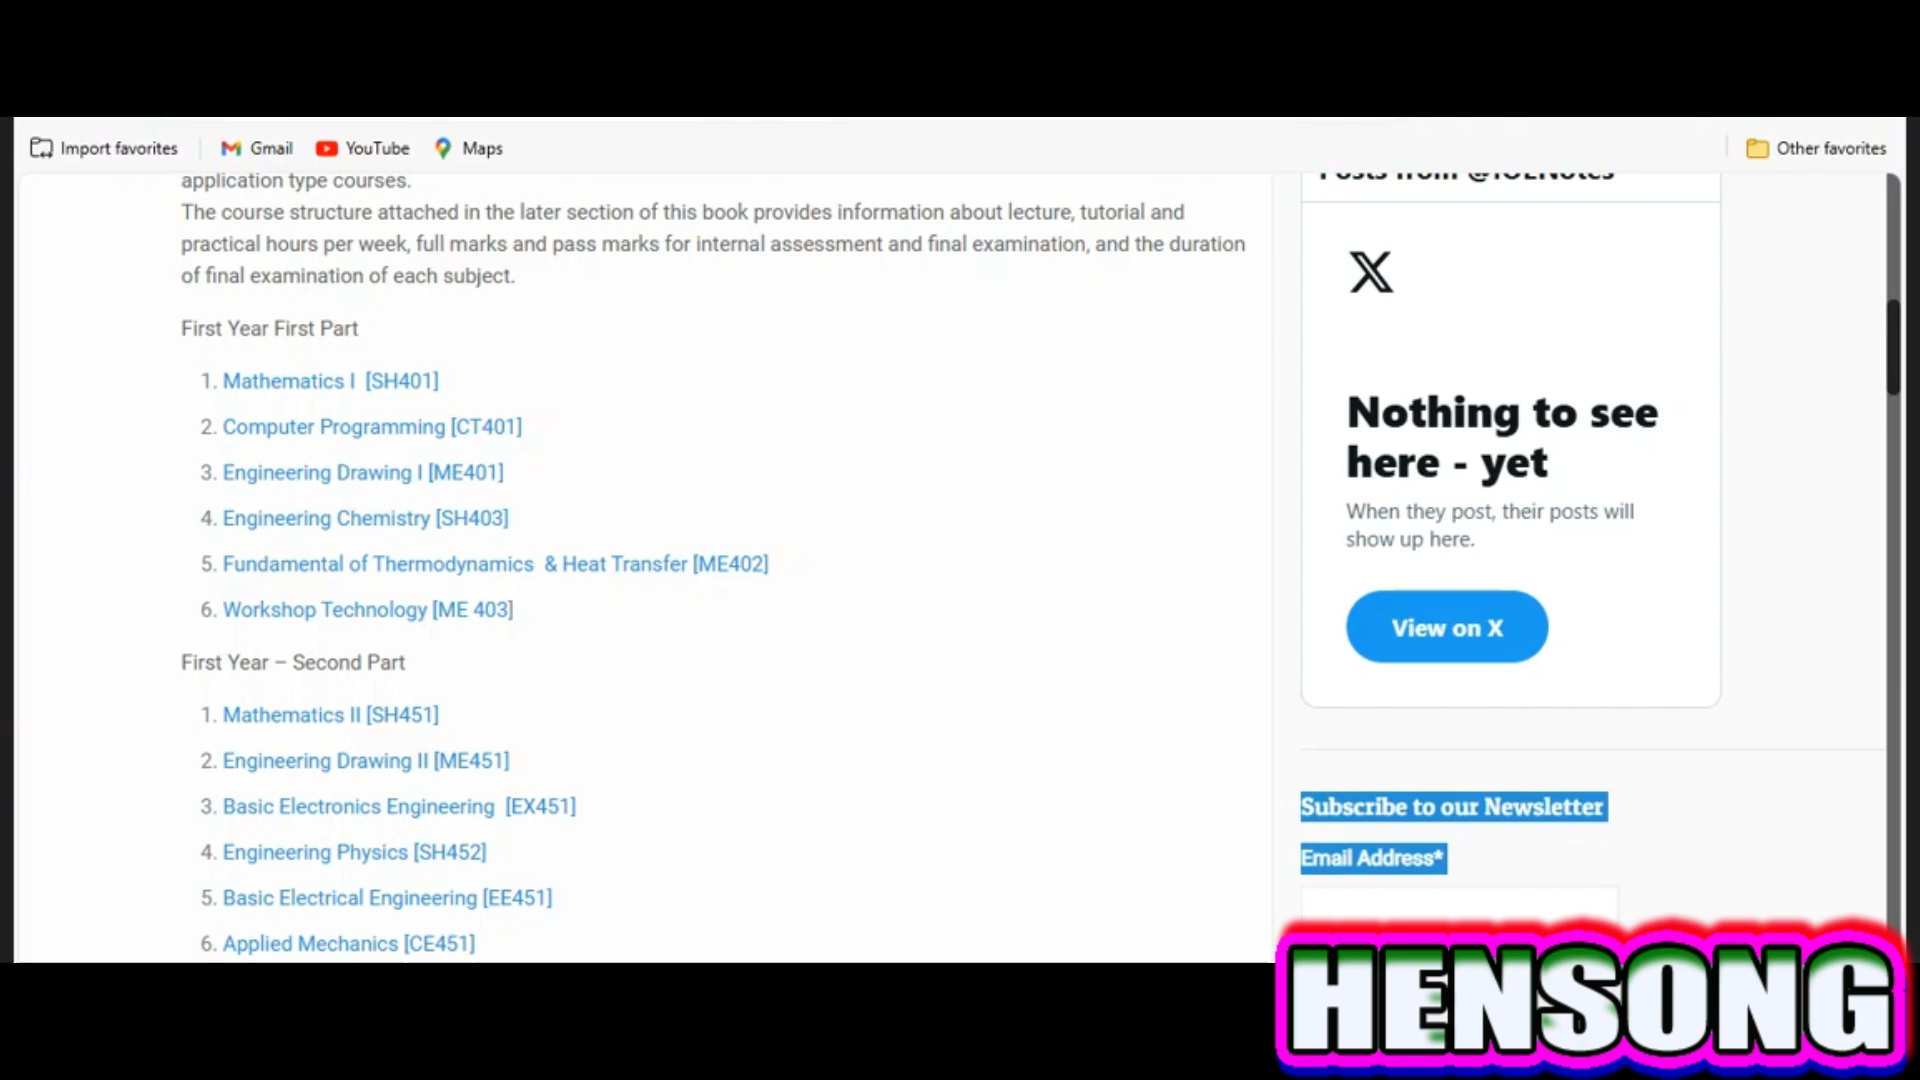 Import favorites
Gmail
YouTube
Maps
Other favorites
application type courses.
The course structure attached in the later section of this book provides information about lecture, tutorial and
practical hours per week, full marks and pass marks for internal assessment and final examination, and the duration
of final examination of each subject.
First Year First Part
1. Mathematics I [SH401]
2. Computer Programming [CT401]
3. Engineering Drawing I [ME401]
4. Engineering Chemistry [SH403]
5. Fundamental of Thermodynamics & Heat Transfer [ME402]
6. Workshop Technology [ME 403]
First Year – Second Part
1. Mathematics II [SH451]
2. Engineering Drawing II [ME451]
3. Basic Electronics Engineering [EX451]
4. Engineering Physics [SH452]
5. Basic Electrical Engineering [EE451]
6. Applied Mechanics [CE451]
Posts from @IOENotes
Nothing to see
here - yet
When they post, their posts will
show up here.
View on X
Subscribe to our Newsletter
Email Address*
HENSONG